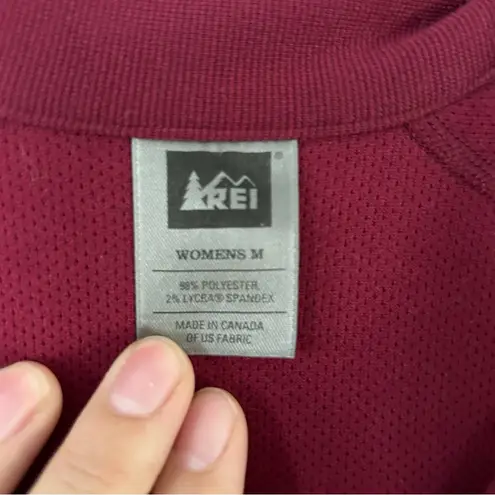 REI
®
WOMENS M
98% POLYESTER,
2% LYCRA® SPANDEX
MADE IN CANADA
OF US FABRIC